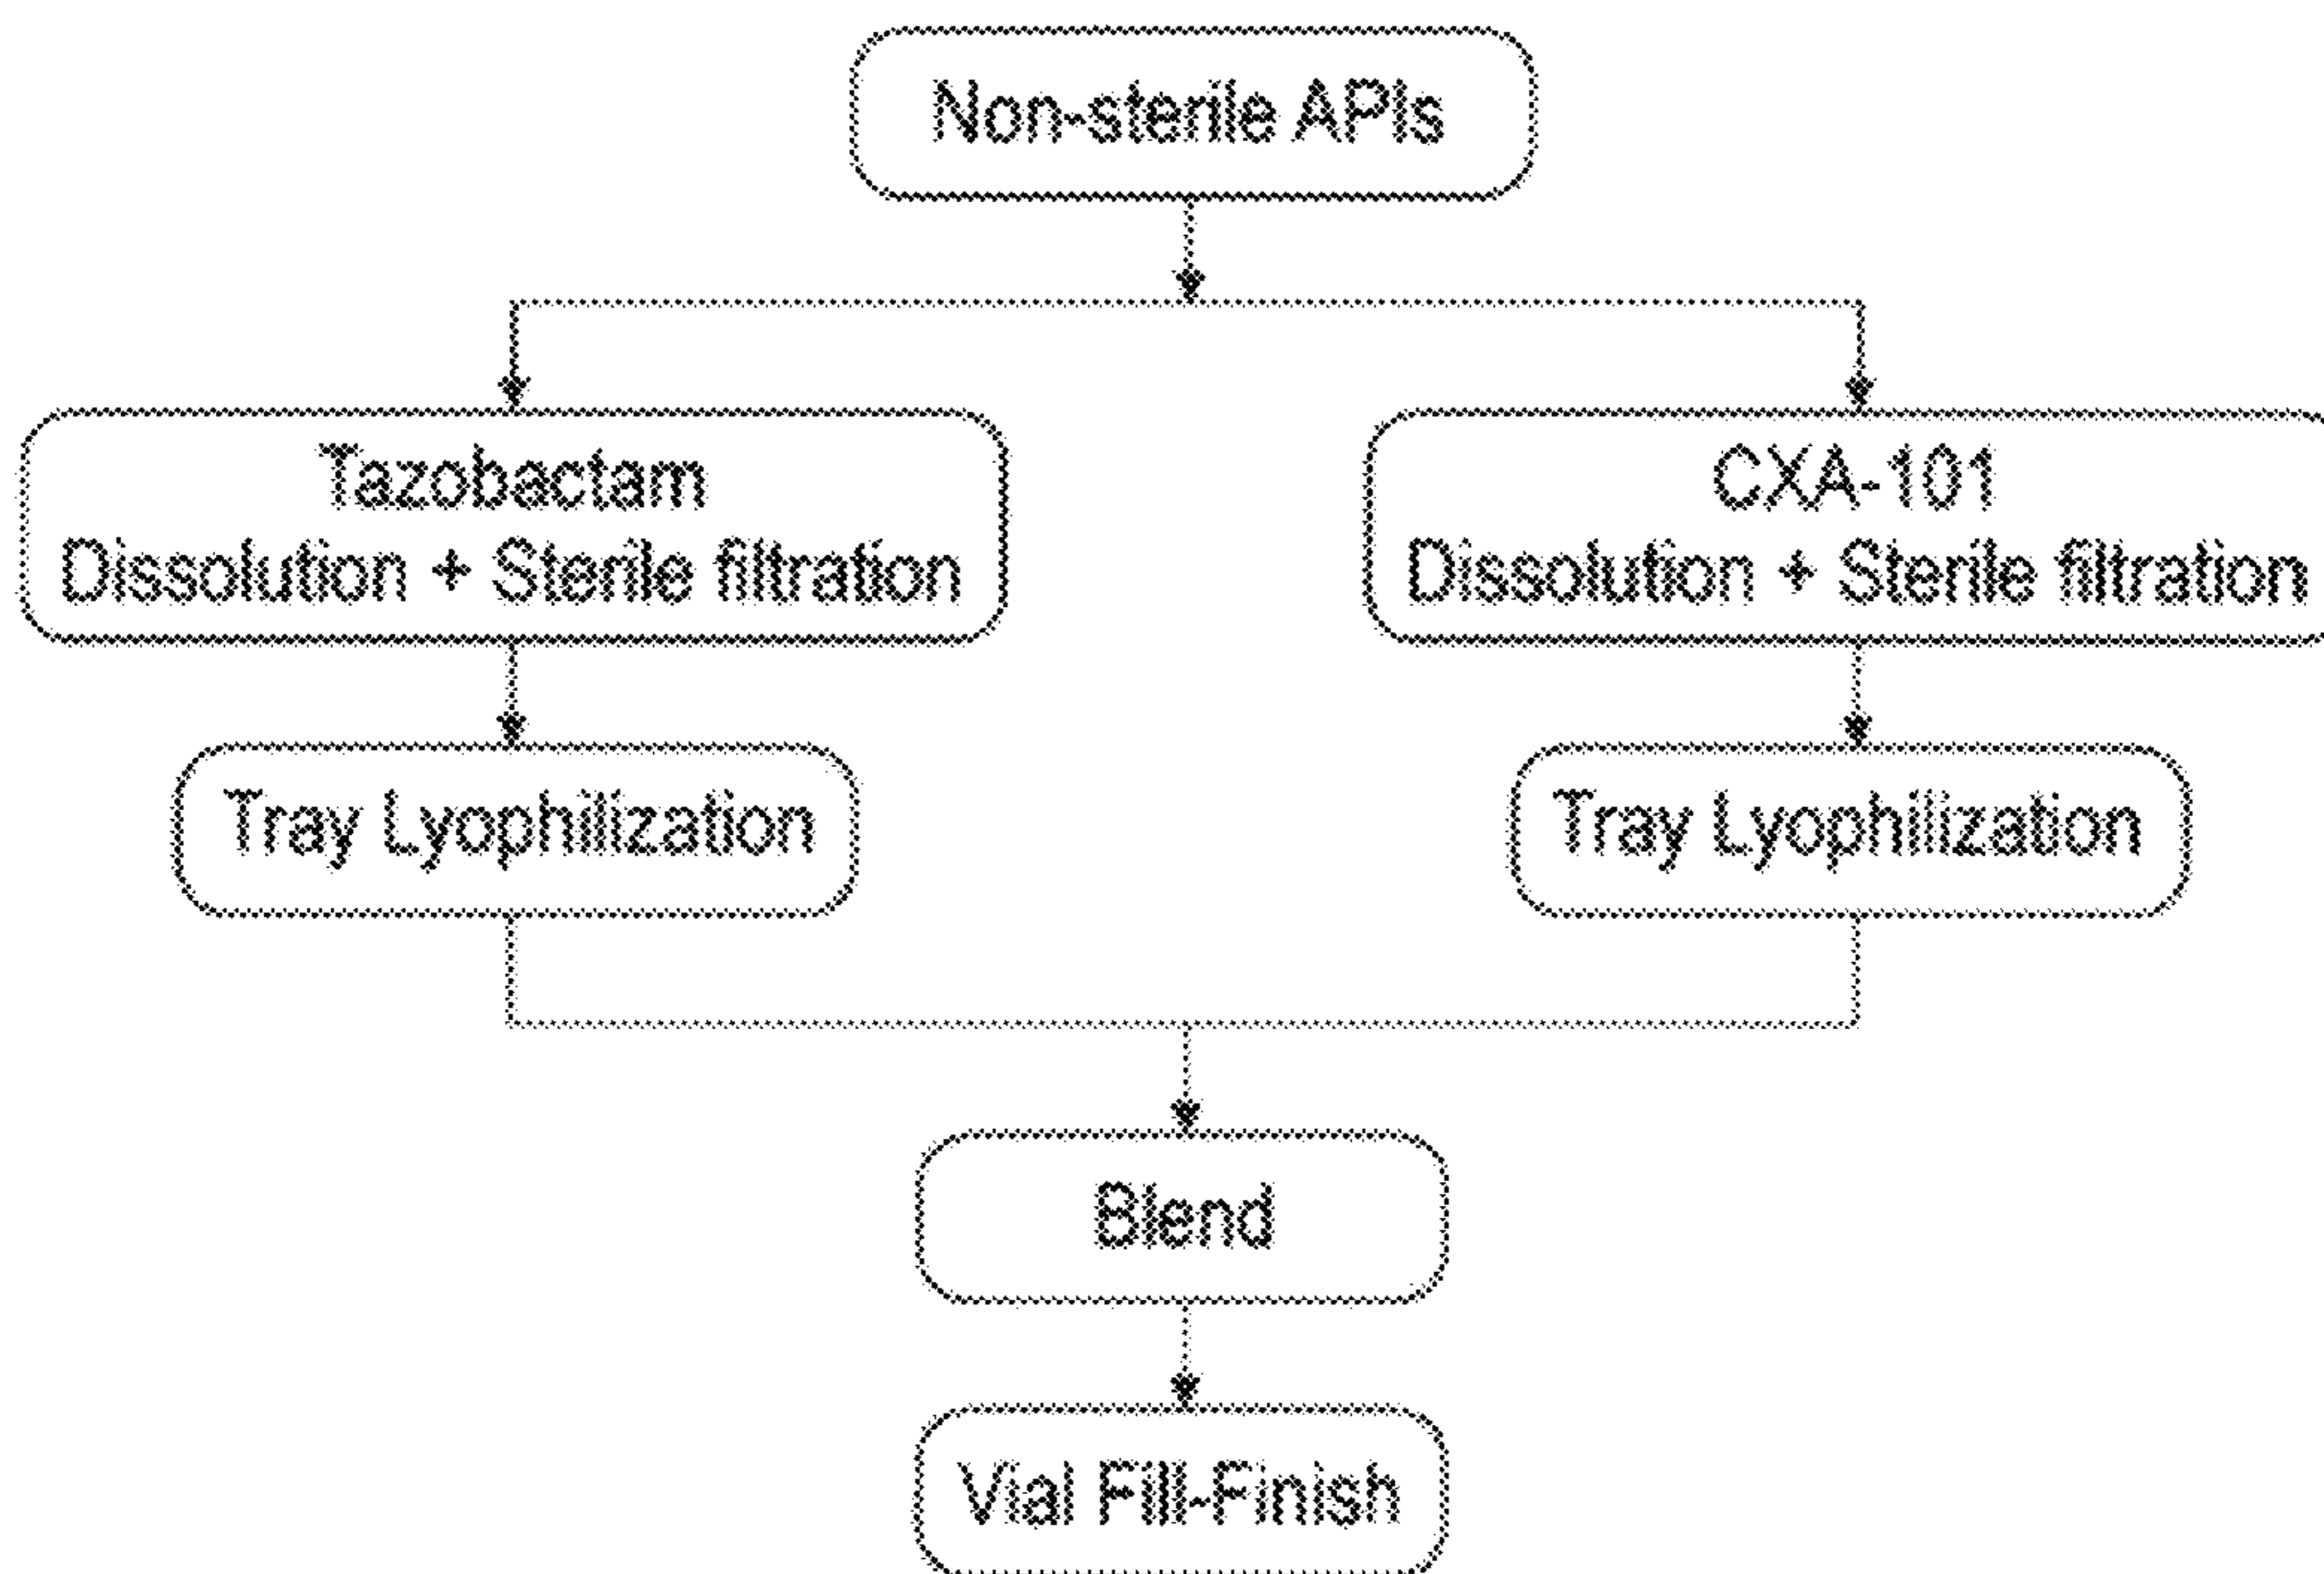 Non-sterile APIs
Tazobactam
Dissolution + Sterile filtration
CXA-101
Dissolution + Sterile filtration
Tray Lyophilization
Tray Lyophilization
Blend
Vial Fill-Finish